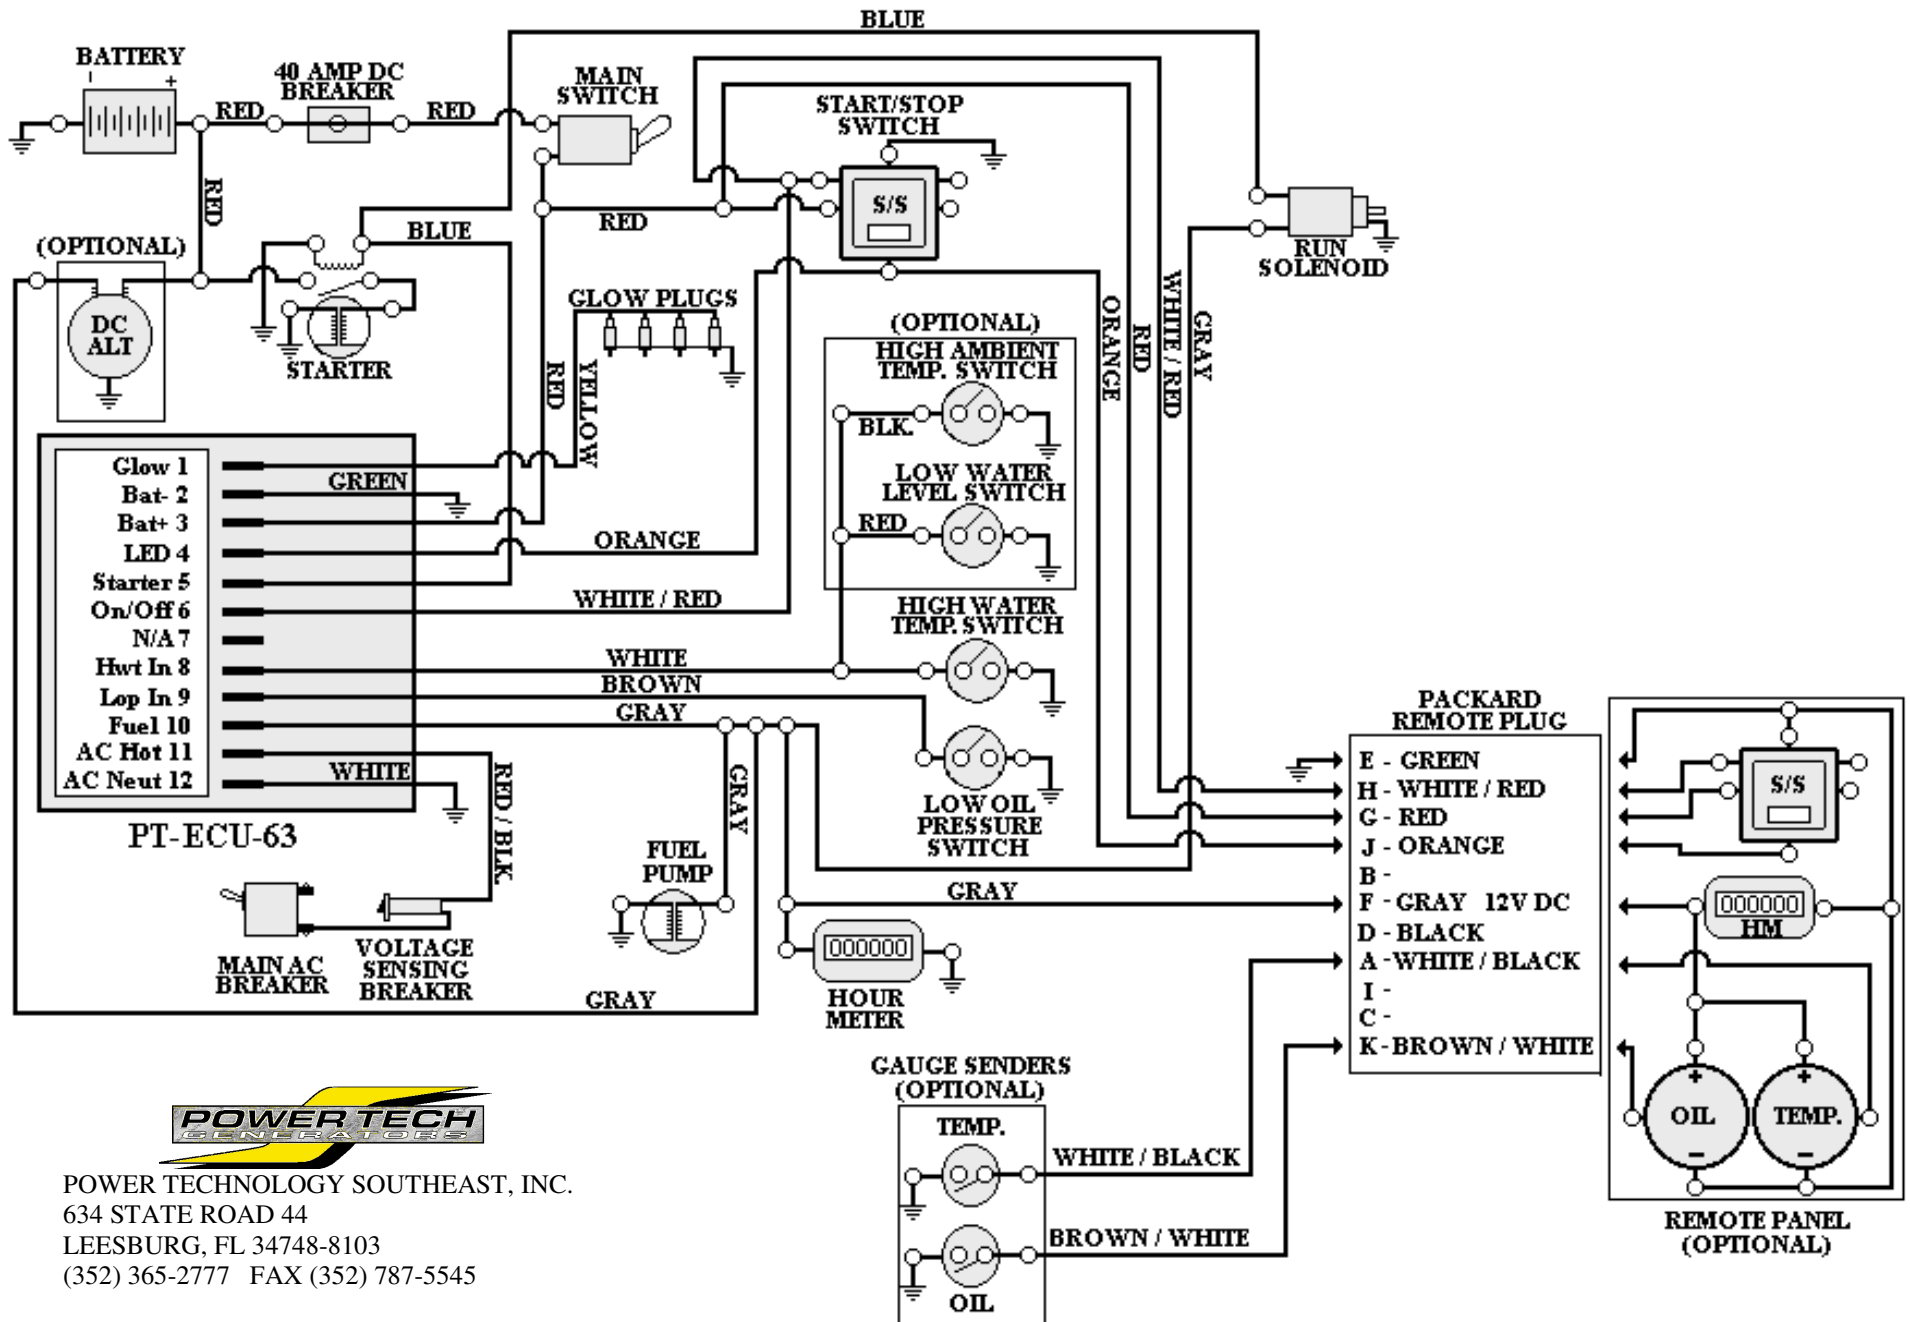 BLUE
BATTERY
- +
40 AMP DC
BREAKER
MAIN
SWITCH
START/STOP
SWITCH
RED
RED
RED
S/S
RED
(OPTIONAL)
BLUE
RUN
SOLENOID
DC
ALT
STARTER
GLOW PLUGS
RED
YELLOW
(OPTIONAL)
HIGH AMBIENT
TEMP. SWITCH
BLK.
LOW WATER
LEVEL SWITCH
RED
ORANGE
RED
WHITE / RED
GRAY
Glow 1
Bat- 2
Bat+ 3
LED 4
Starter 5
On/Off 6
N/A 7
Hwt In 8
Lop In 9
Fuel 10
AC Hot 11
AC Neut 12
GREEN
ORANGE
WHITE / RED
WHITE
BROWN
GRAY
WHITE
PT-ECU-63
HIGH WATER
TEMP. SWITCH
LOW OIL
PRESSURE
SWITCH
RED / BLK.
GRAY
FUEL
PUMP
MAIN AC
BREAKER
VOLTAGE
SENSING
BREAKER
GRAY
GRAY
000000
HOUR
METER
PACKARD
REMOTE PLUG
E - GREEN
H - WHITE / RED
G - RED
J - ORANGE
B -
F - GRAY 12V DC
D - BLACK
A - WHITE / BLACK
I -
C -
K - BROWN / WHITE
S/S
000000
HM
OIL
+
-
TEMP.
+
-
REMOTE PANEL
(OPTIONAL)
GAUGE SENDERS
(OPTIONAL)
TEMP.
WHITE / BLACK
BROWN / WHITE
OIL
POWER TECH
GENERATORS
POWER TECHNOLOGY SOUTHEAST, INC.
634 STATE ROAD 44
LEESBURG, FL 34748-8103
(352) 365-2777 FAX (352) 787-5545